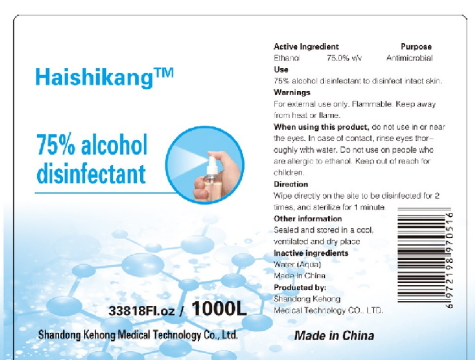 Haishikang™
75% alcohol
disinfectant
33818Fl.oz / 1000L
Shandong Kehong Medical Technology Co., Ltd.
Active Ingredient Purpose
Ethanol 75.0% v/v Antimicrobial
Use
75% alcohol disinfectant to disinfect intact skin.
Warnings
For external use only. Flammable. Keep away
from heat or flame.
When using this product, do not use in or near
the eyes. In case of contact, rinse eyes thor-
oughly with water. Do not use on people who
are allergic to ethanol. Keep out of reach for
children.
Direction
Wipe directly on the site to be disinfected for 2
times, and sterilize for 1 minute
Other information
Sealed and stored in a cool,
ventilated and dry place
Inactive ingredients
Water (Aqua)
Made in China
Producted by:
Shandong Kehong
Medical Technology CO.. LTD.
Made in China
6972198970516